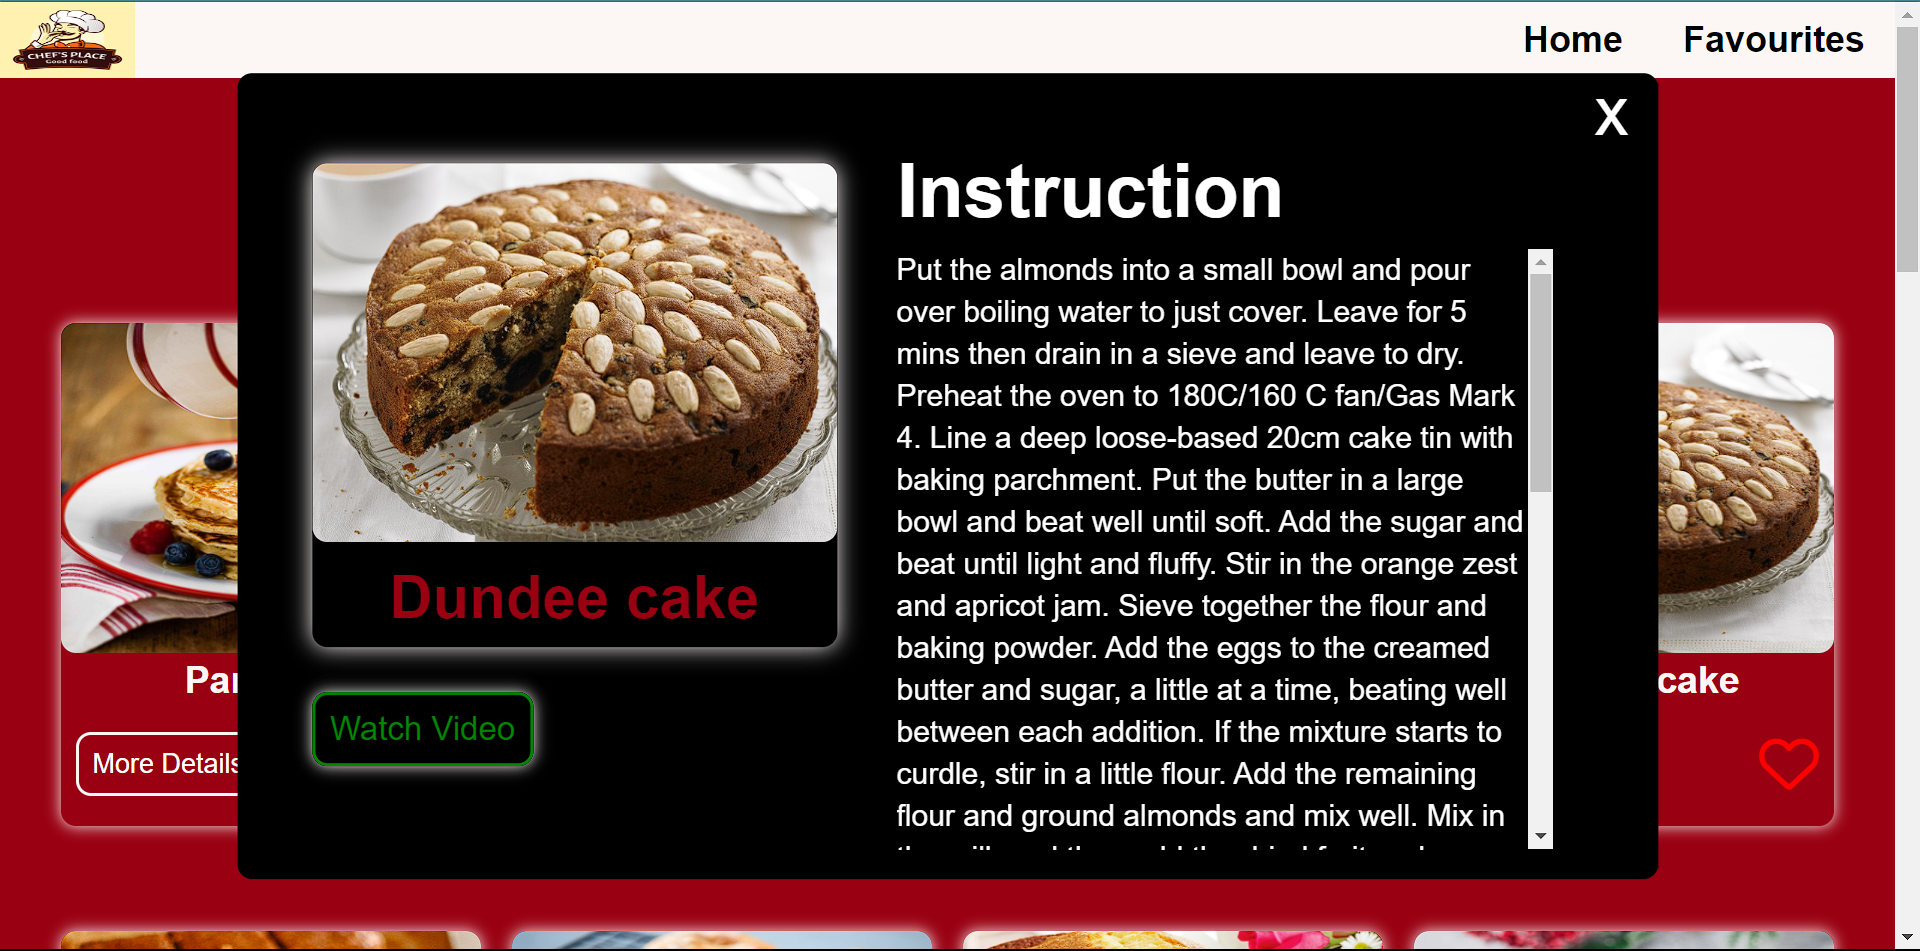 CHEF'S PLACE
Good food
Home
Favourites
X
Instruction
Put the almonds into a small bowl and pour
over boiling water to just cover. Leave for 5
mins then drain in a sieve and leave to dry.
Preheat the oven to 180C/160 C fan/Gas Mark
4. Line a deep loose-based 20cm cake tin with
baking parchment. Put the butter in a large
bowl and beat well until soft. Add the sugar and
beat until light and fluffy. Stir in the orange zest
and apricot jam. Sieve together the flour and
baking powder. Add the eggs to the creamed
butter and sugar, a little at a time, beating well
between each addition. If the mixture starts to
curdle, stir in a little flour. Add the remaining
flour and ground almonds and mix well. Mix in
Dundee cake
Watch Video
Par
More Details
cake